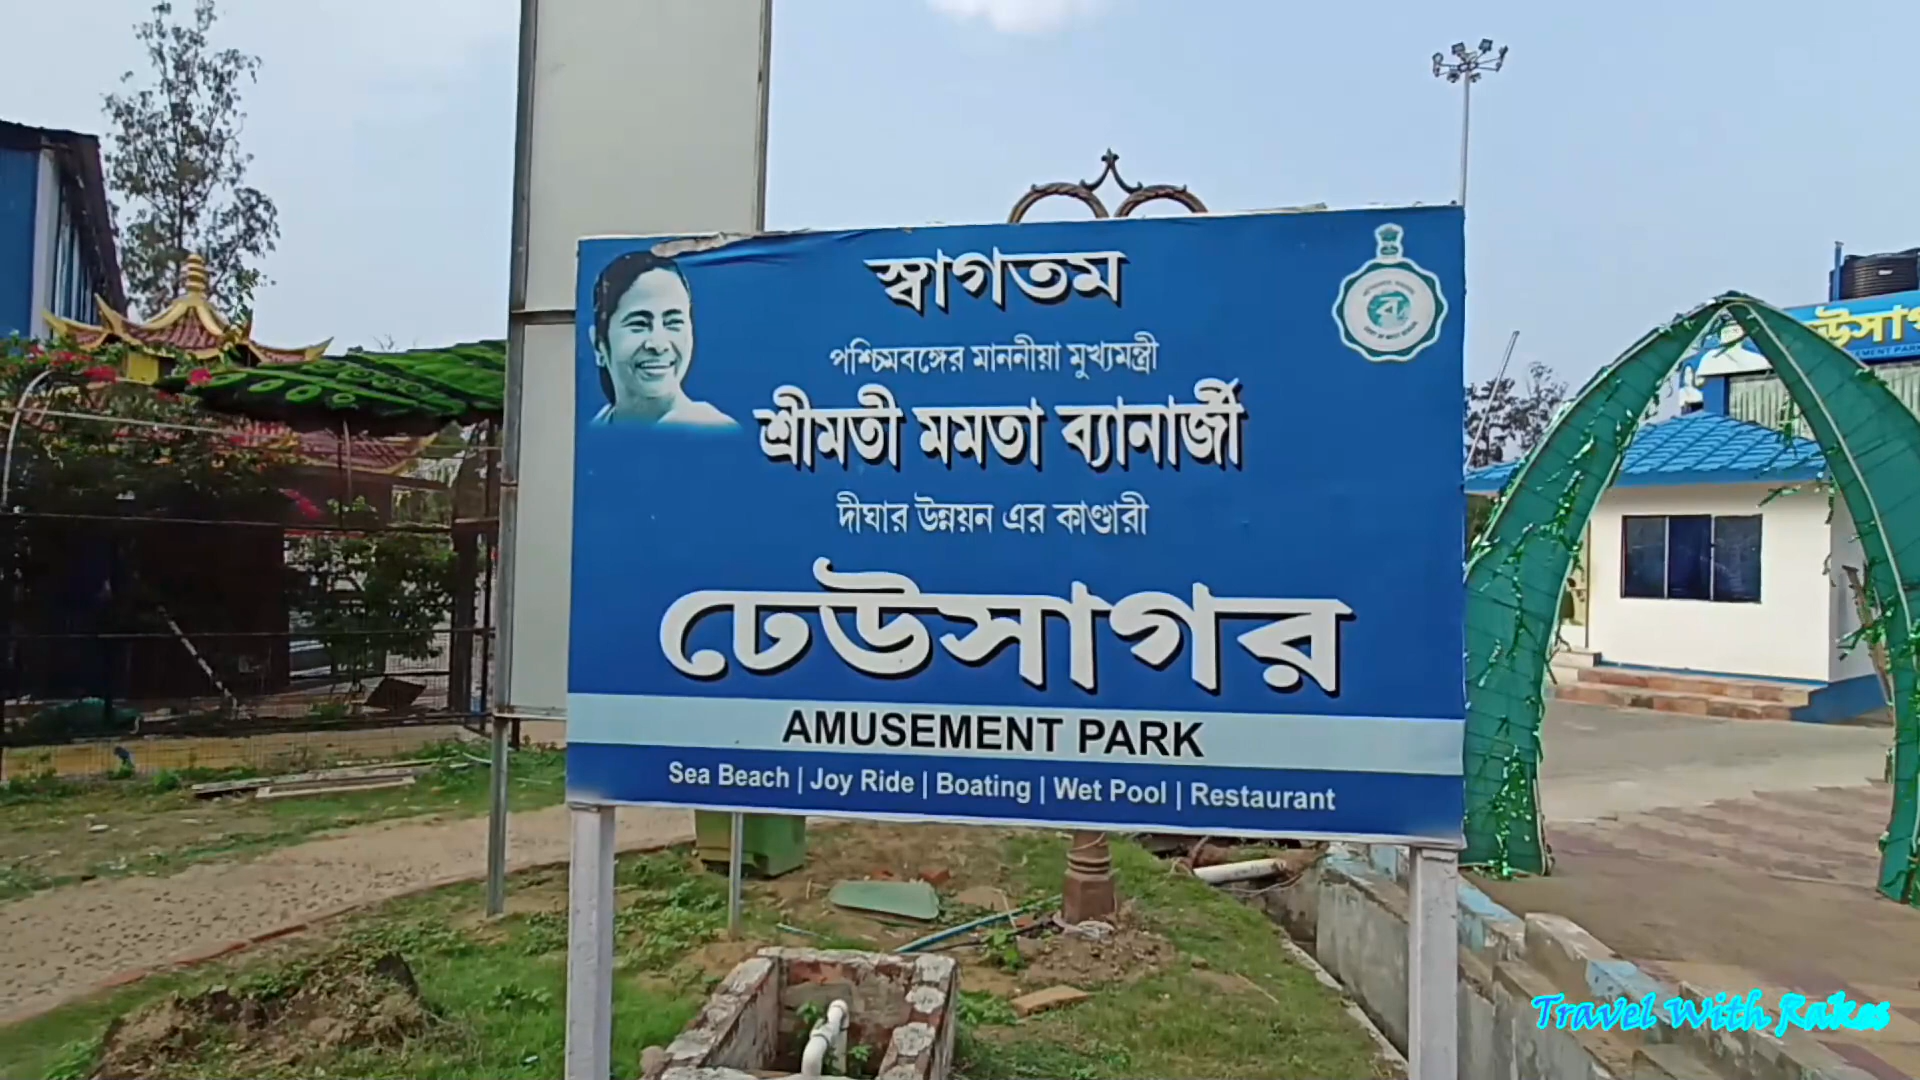 স্বাগতম
পশ্চিমবঙ্গের মাননীয়া মুখ্যমন্ত্রী
শ্রীমতী মমতা ব্যানার্জী
দীঘার উন্নয়ন এর কাণ্ডারী
ঢেউসাগর
AMUSEMENT PARK
Sea Beach | Joy Ride | Boating | Wet Pool | Restaurant
Travel With Rakes